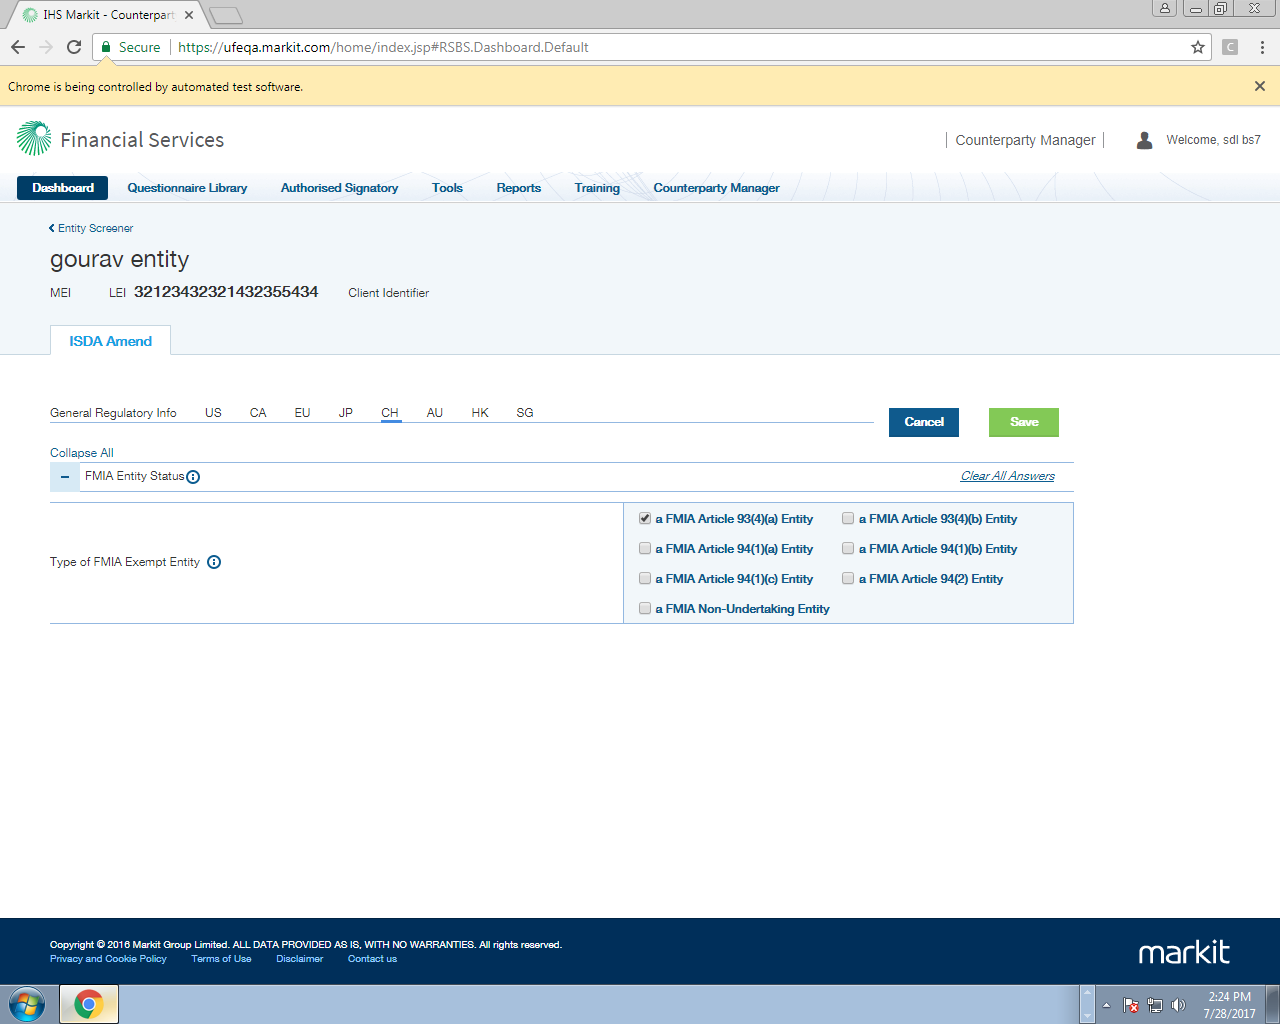 IHS Markit - Counterpart
Secure https://ufeqa.markit.com/home/index.jsp#RSBS.Dashboard.Default
C
Chrome is being controlled by automated test software.
Financial Services
Counterparty Manager
Welcome, sdl bs7
Dashboard Questionnaire Library Authorised Signatory Tools Reports Training Counterparty Manager
Entity Screener
gourav entity
MEI LEI 32123432321432355434 Client Identifier
ISDA Amend
General Regulatory Info US CA EU JP CH AU HK SG
Cancel Save
Collapse All
FMIA Entity Status Clear All Answers
Type of FMIA Exempt Entity
a FMIA Article 93(4)(a) Entity a FMIA Article 93(4)(b) Entity
a FMIA Article 94(1)(a) Entity a FMIA Article 94(1)(b) Entity
a FMIA Article 94(1)(c) Entity a FMIA Article 94(2) Entity
a FMIA Non-Undertaking Entity
Copyright © 2016 Markit Group Limited. ALL DATA PROVIDED AS IS, WITH NO WARRANTIES. All rights reserved.
Privacy and Cookie Policy Terms of Use Disclaimer Contact us
markit
2:24 PM
7/28/2017